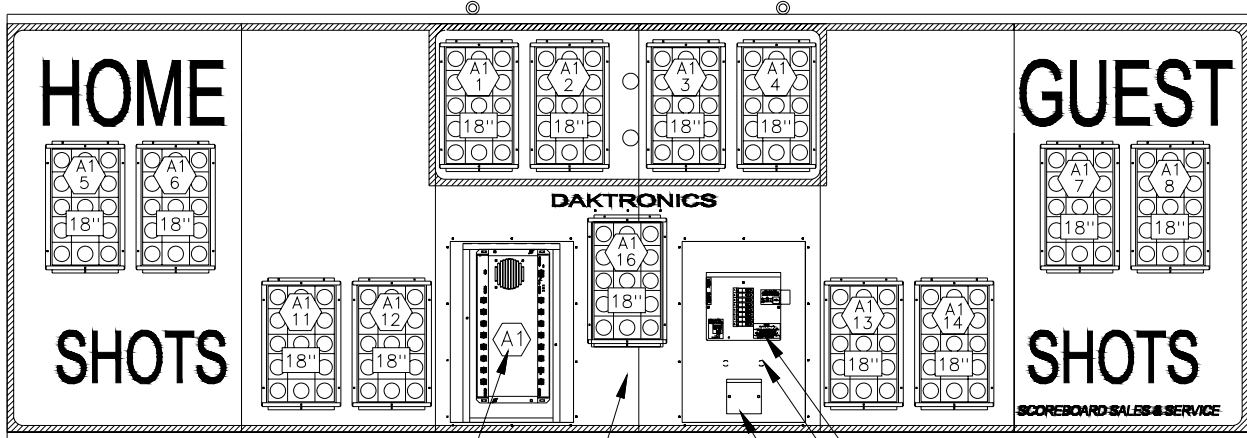 HOME
GUEST
A1 1
A1 2
A1 3
A1 4
18"
18"
18"
18"
A1 5
A1 6
18"
18"
A1 7
A1 8
18"
18"
DAKTRONICS
A1 16
18"
A1 11
A1 12
18"
18"
A1
A1 13
A1 14
18"
18"
SHOTS
SHOTS
SCOREBOARD SALES & SERVICE